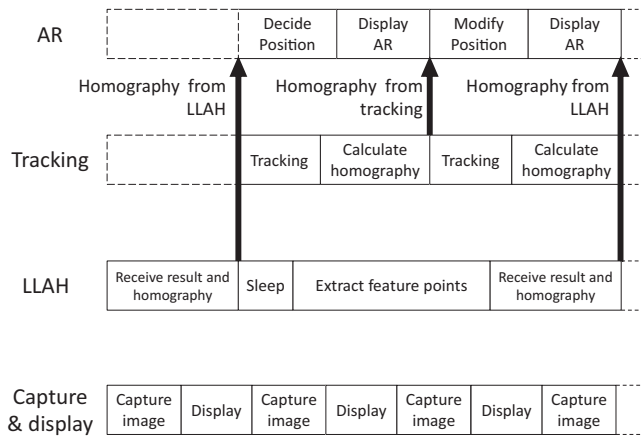 AR
Decide Position
Display AR
Modify Position
Display AR
Homography from LLAH
Homography from tracking
Homography from LLAH
Tracking
Tracking
Calculate homography
Tracking
Calculate homography
LLAH
Receive result and homography
Sleep
Extract feature points
Receive result and homography
Capture & display
Capture image
Display
Capture image
Display
Capture image
Display
Capture image